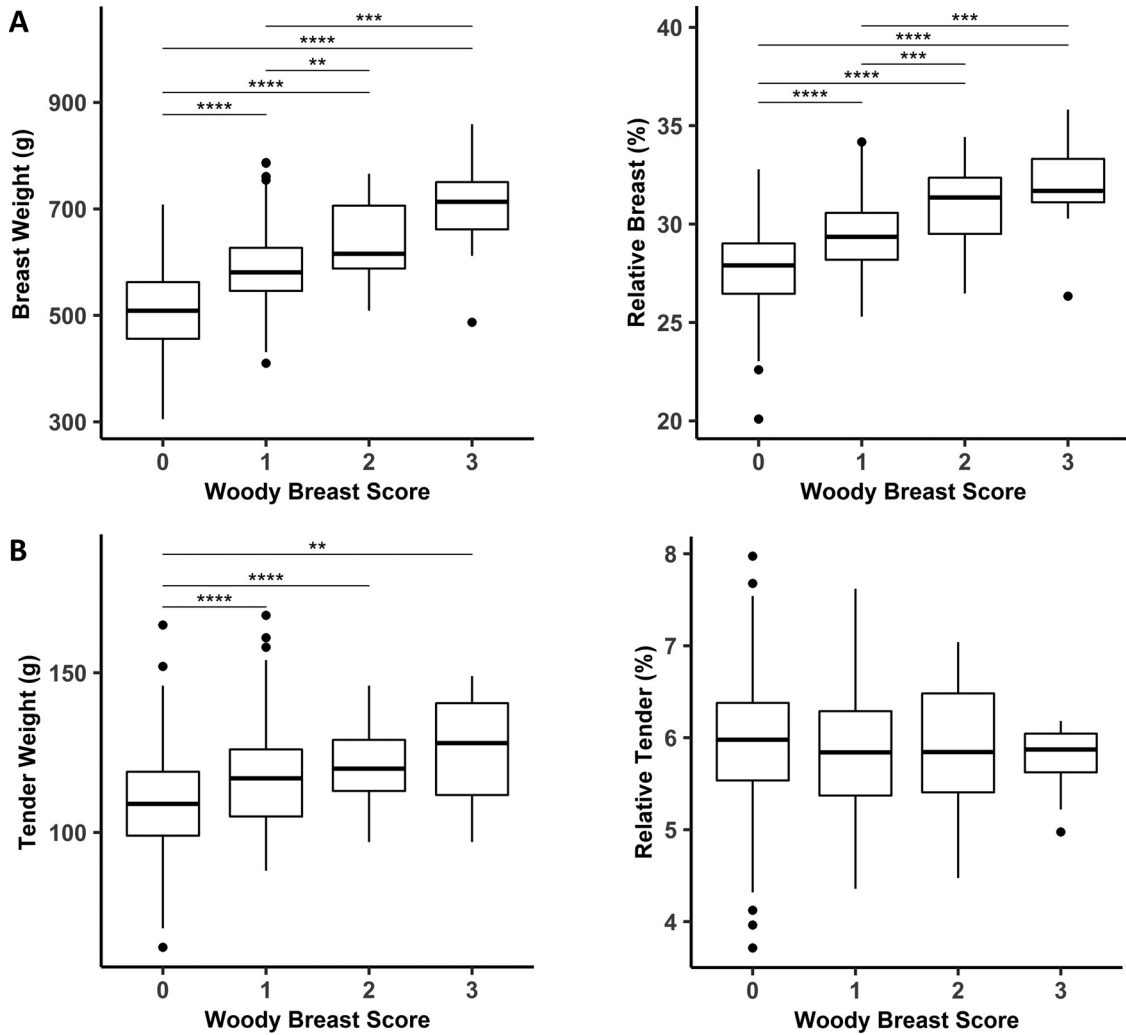 A
***
****
**
****
****
900
700
500
300
Breast Weight (g)
0 1 2 3
Woody Breast Score
***
****
***
****
****
40
35
30
25
20
Relative Breast (%)
0 1 2 3
Woody Breast Score
B
**
****
****
150
100
Tender Weight (g)
0 1 2 3
Woody Breast Score
8
7
6
5
4
Relative Tender (%)
0 1 2 3
Woody Breast Score